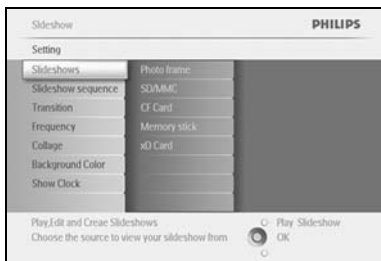 Slideshow PHILIPS
Setting
Slideshows Photo frame
Slideshow sequence SD/MMC
Transition CF Card
Frequency Memory stick
Collage xD Card
Background Color
Show Clock
Play,Edit and Creae Slideshows Play Slideshow
Choose the source to view your slideshow from OK